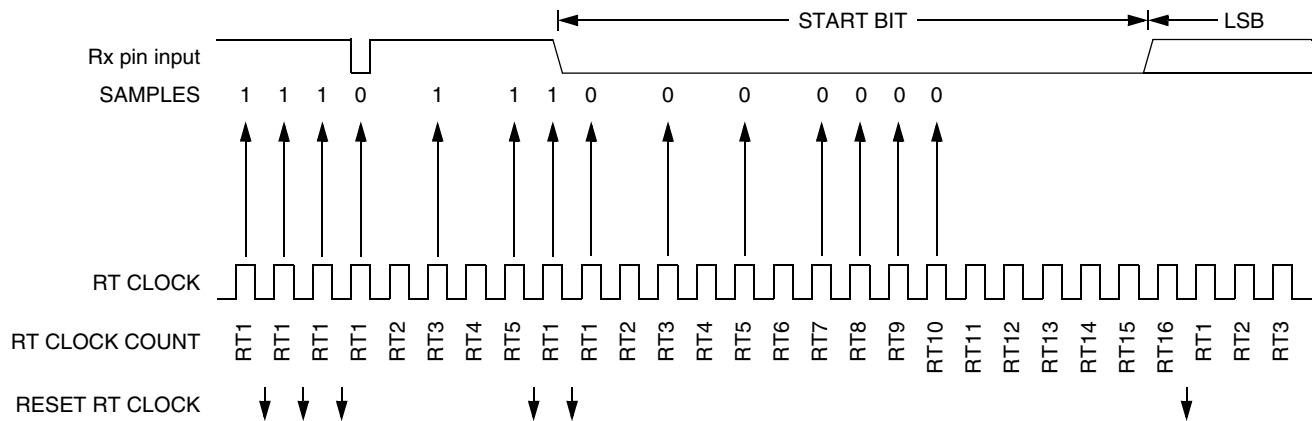 START BIT
LSB
Rx pin input
SAMPLES 1 1 1 0 1 1 1 0 0 0 0 0 0 0
RT CLOCK
RT CLOCK COUNT RT1 RT1 RT1 RT1 RT2 RT3 RT4 RT5 RT1 RT1 RT2 RT3 RT4 RT5 RT6 RT7 RT8 RT9 RT10 RT11 RT12 RT13 RT14 RT15 RT16 RT1 RT2 RT3
RESET RT CLOCK